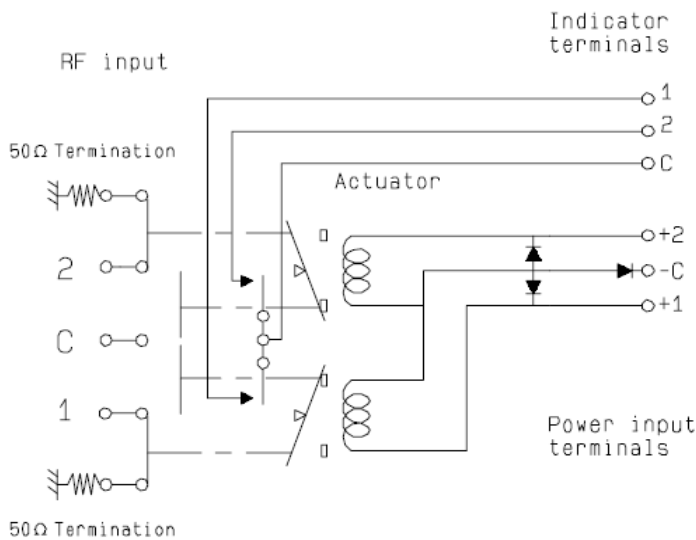 Indicator
terminals
RF input
1
2
C
50Ω Termination
Actuator
+2
2
-C
+1
C
1
Power input
terminals
50Ω Termination